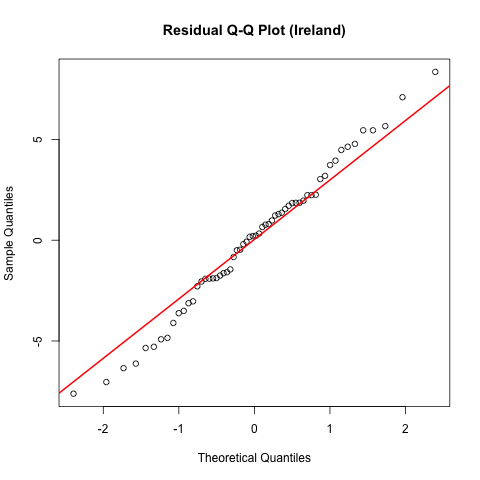 Residual Q-Q Plot (Ireland)
Sample Quantiles
5
0
-5
-2
-1
0
1
2
Theoretical Quantiles